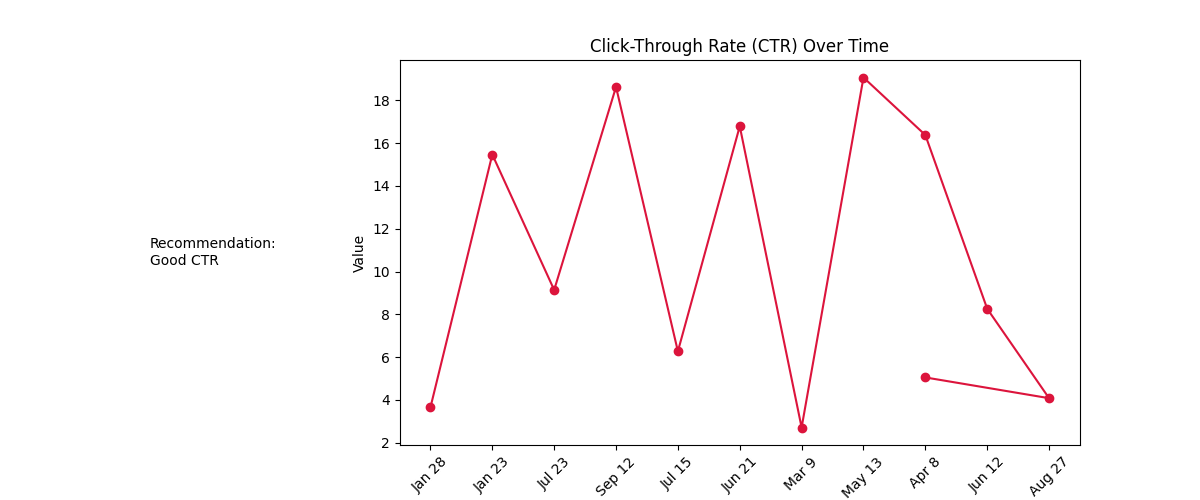 Click-Through Rate (CTR) Over Time
Recommendation:
Good CTR
Value
18
16
14
12
10
8
6
4
2
Jan 28
Jan 23
Jul 23
Sep 12
Jul 15
Jun 21
Mar 9
May 13
Apr 8
Jun 12
Aug 27